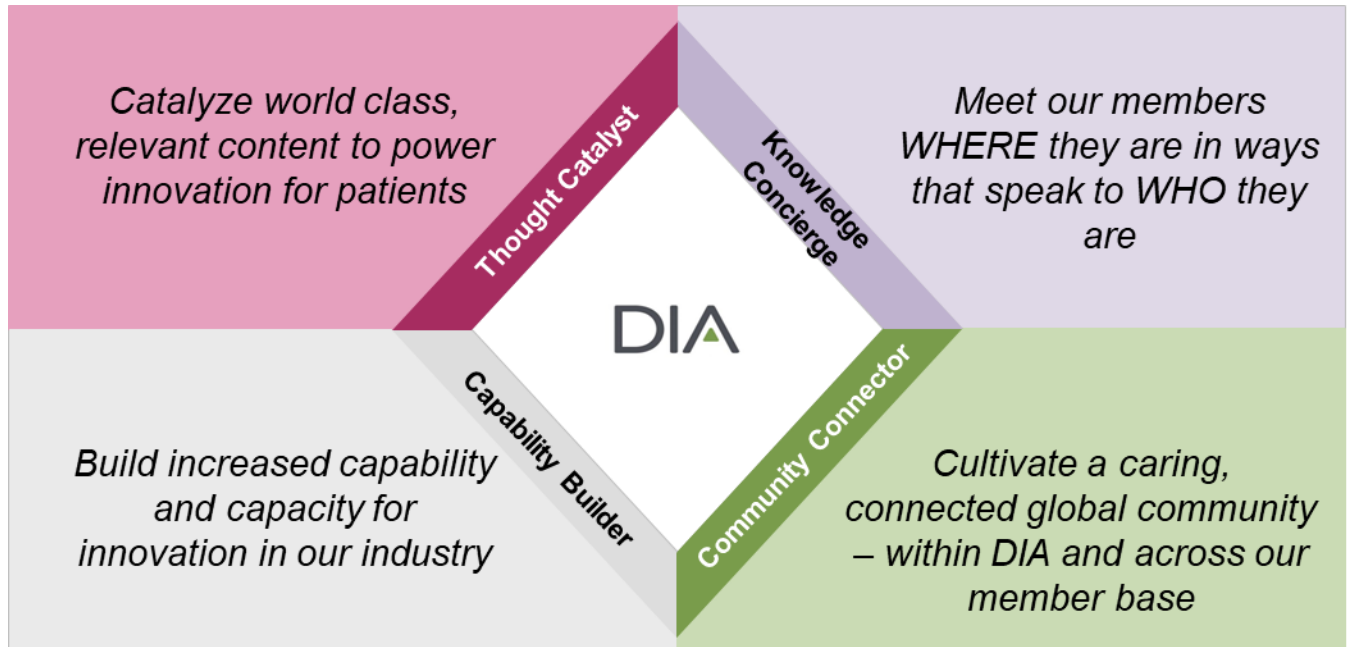 Catalyze world class,
relevant content to power
innovation for patients
Thought Catalyst
Knowledge
Concierge
Meet our members
WHERE they are in ways
that speak to WHO they
are
DIA
Build increased capability
and capacity for
innovation in our industry
Capability Builder
Community Connector
Cultivate a caring,
connected global community
– within DIA and across our
member base